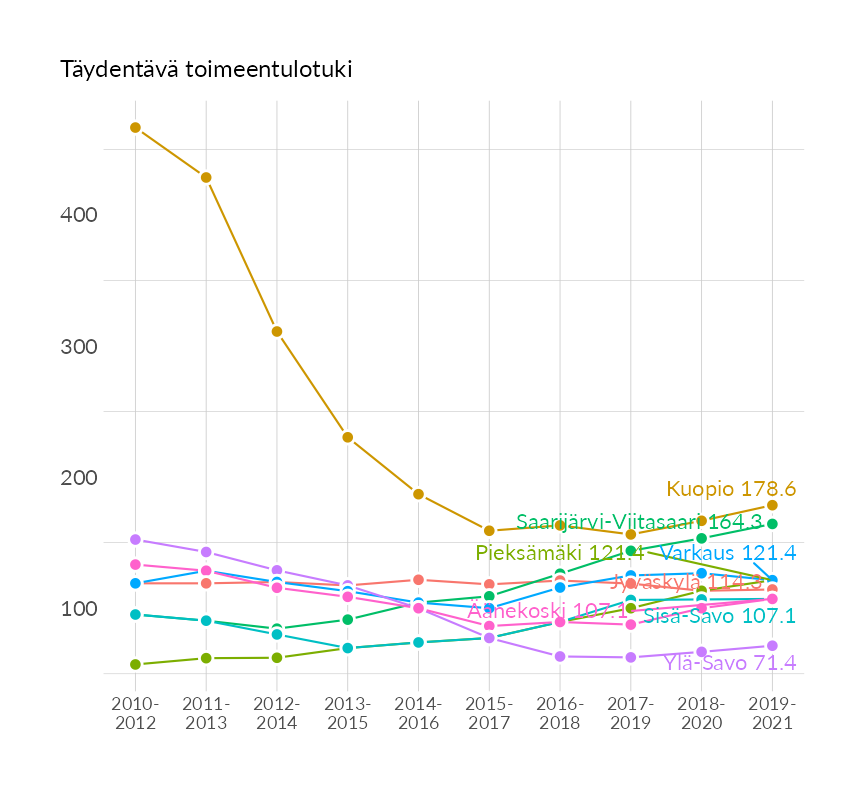 Täydentävä toimeentulotuki
400
300
200
100
Kuopio 178.6
Saarijärvi-Viitasaari 164.3
Pieksämäki 121.4
Varkaus 121.4
Jyväskylä 114.3
Äänekoski 107.1
Sisä-Savo 107.1
Ylä-Savo 71.4
2010-
2012
2011-
2013
2012-
2014
2013-
2015
2014-
2016
2015-
2017
2016-
2018
2017-
2019
2018-
2020
2019-
2021